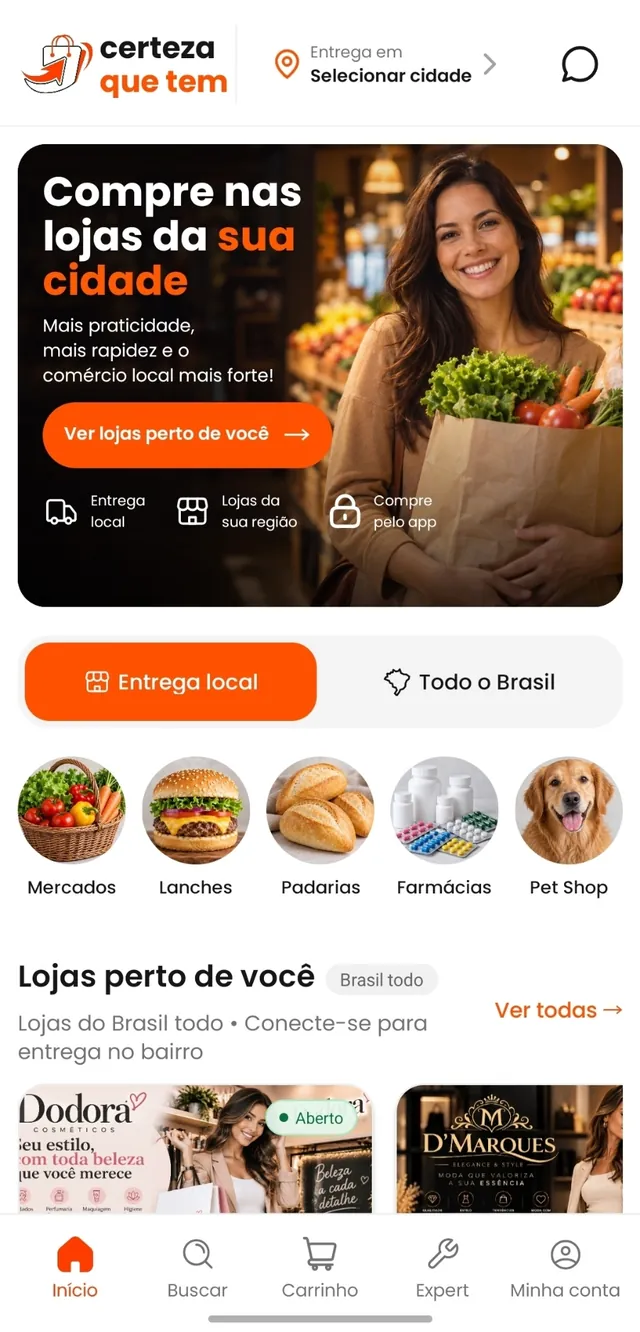 certeza
que tem
Entrega em
Selecionar cidade
Compre nas
lojas da sua
cidade
Mais praticidade,
mais rapidez e o
comércio local mais forte!
Ver lojas perto de você →
Entrega
local
Lojas da
sua região
Compre
pelo app
Entrega local
Todo o Brasil
Mercados
Lanches
Padarias
Farmácias
Pet Shop
Lojas perto de você
Brasil todo
Ver todas →
Lojas do Brasil todo • Conecte-se para
entrega no bairro
Dodora
COSMÉTICOS
Seu estilo,
com toda beleza
que você merece
Perfumaria
Maquiagem
Higiene
Aberto
Beleza
a cada
detalhe
M
D'MARQUES
ELEGANCE & STYLE
MODA QUE VALORIZA
A SUA ESSÊNCIA
Início
Buscar
Carrinho
Expert
Minha conta